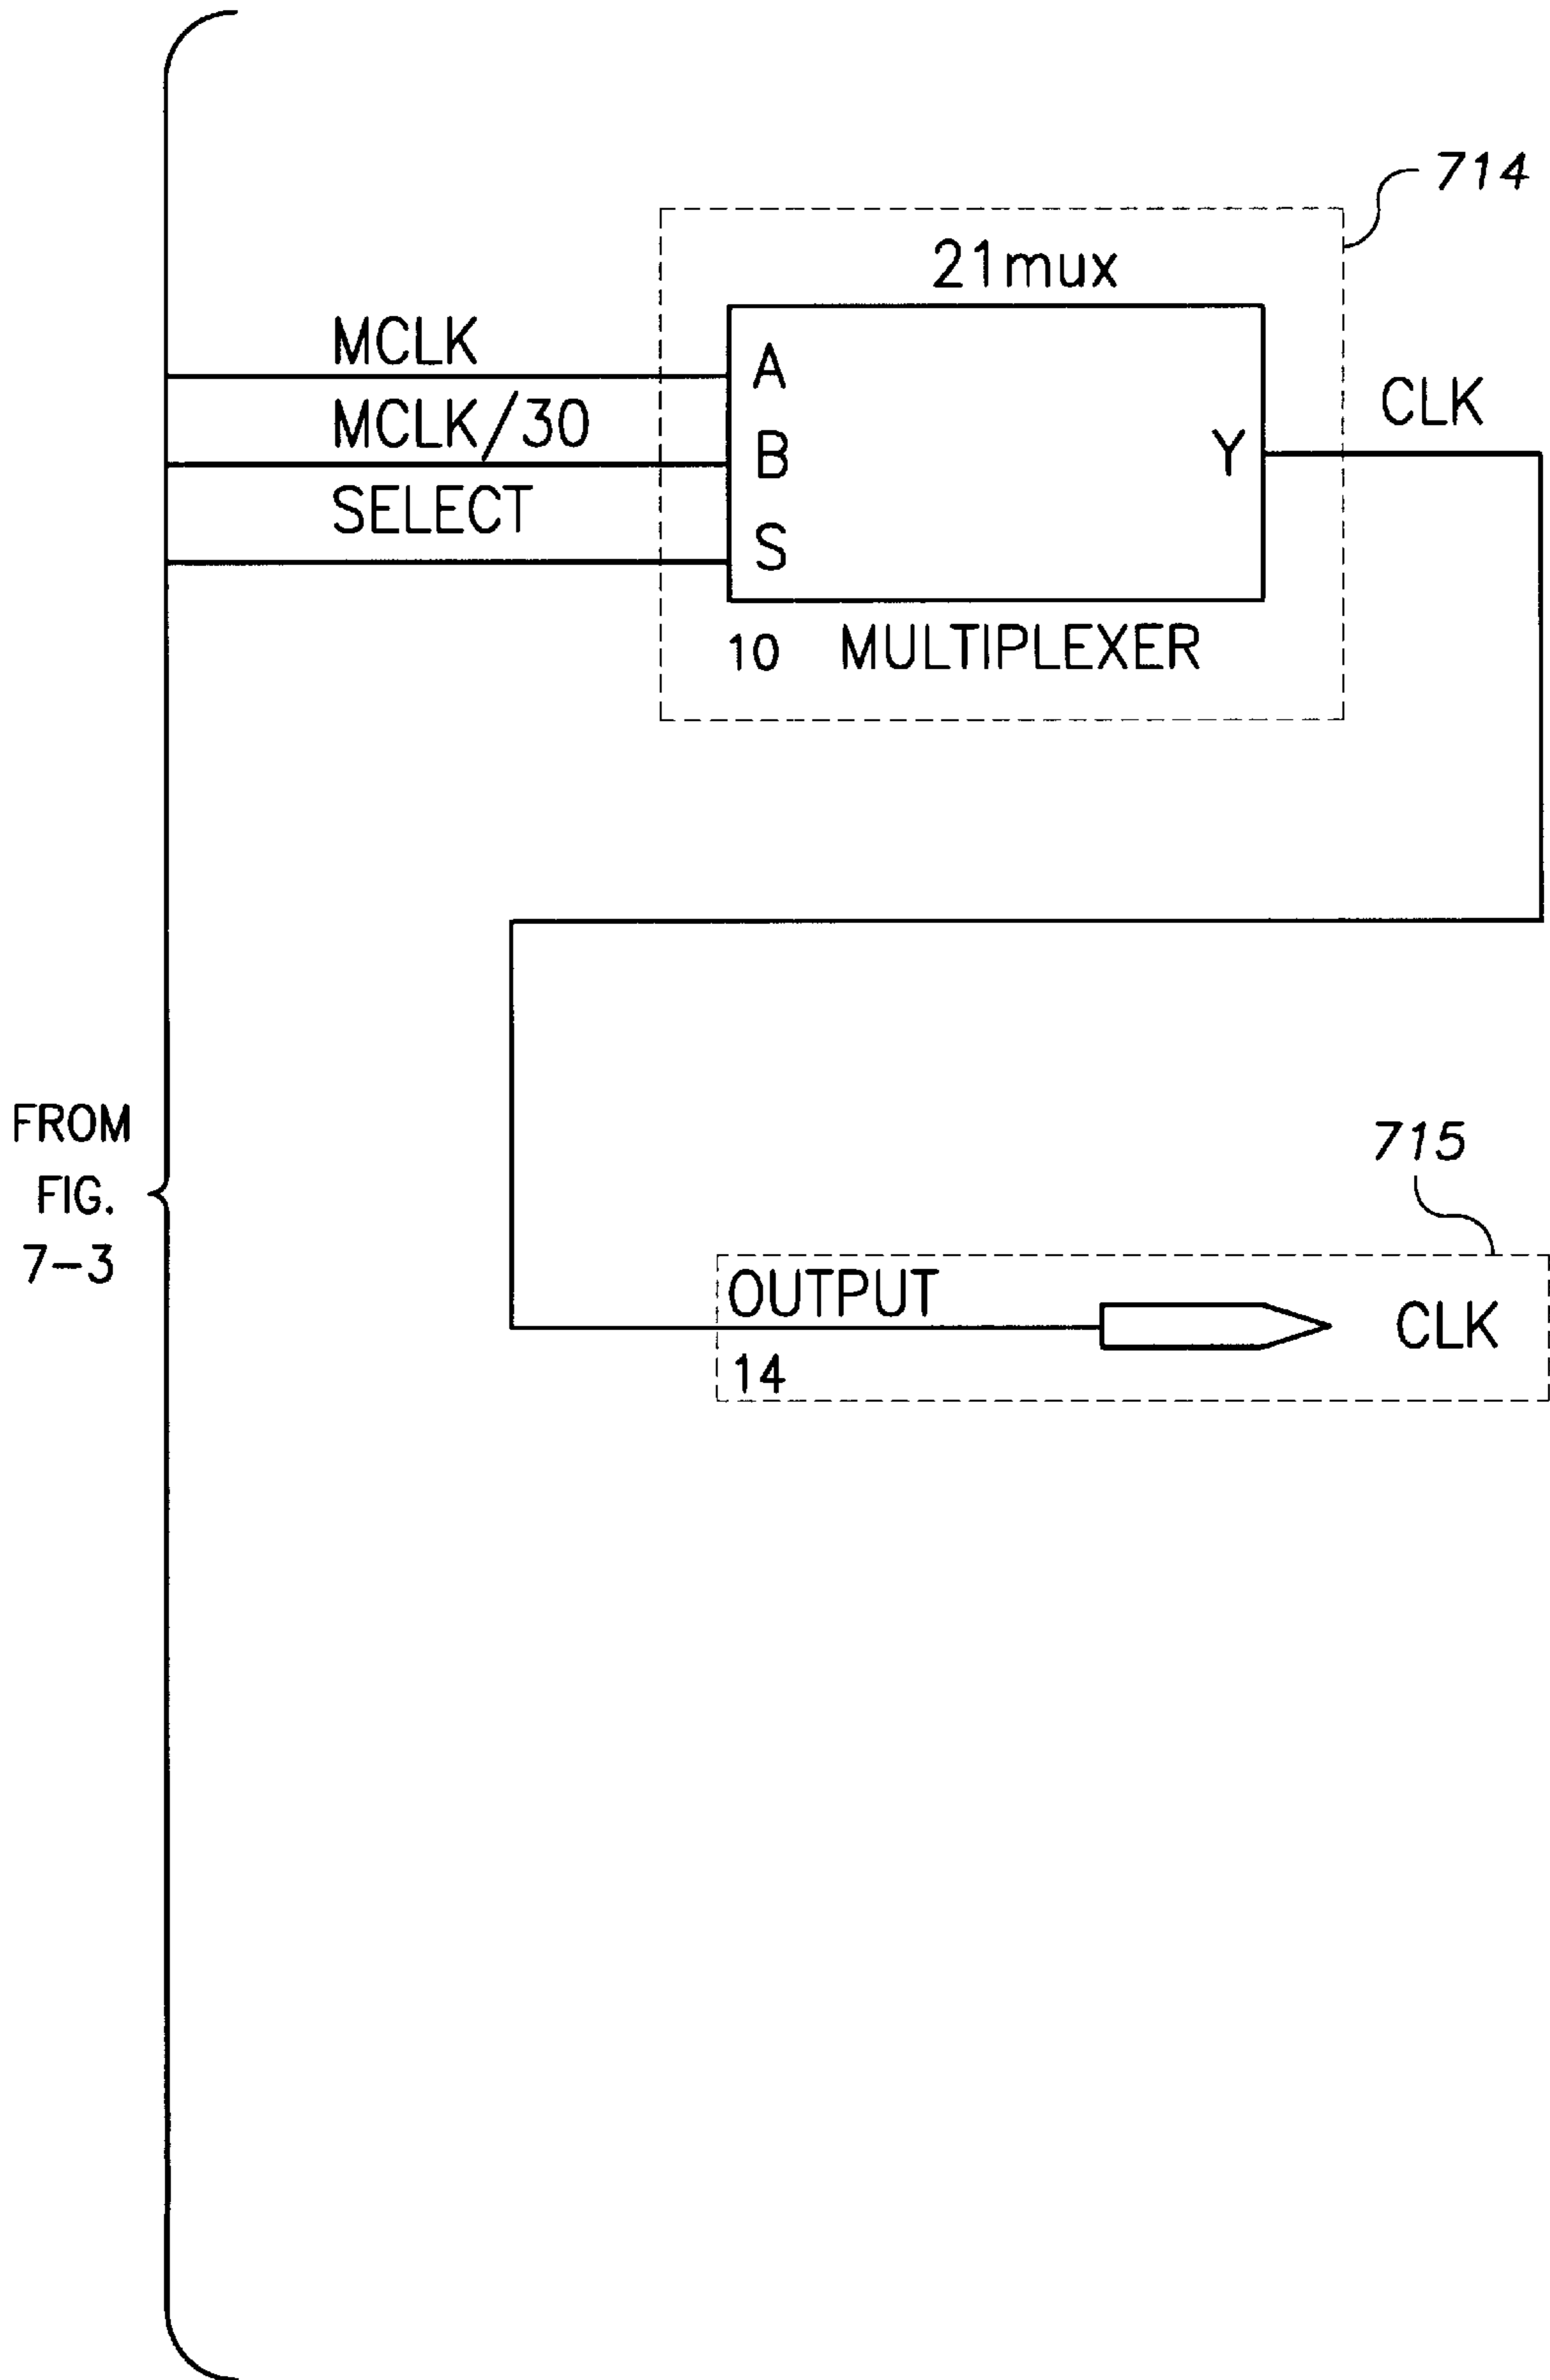 714
21mux
MCLK
A
MCLK/30
B
SELECT
S
Y
CLK
10 MULTIPLEXER
FROM
FIG.
7-3
715
OUTPUT
CLK
14